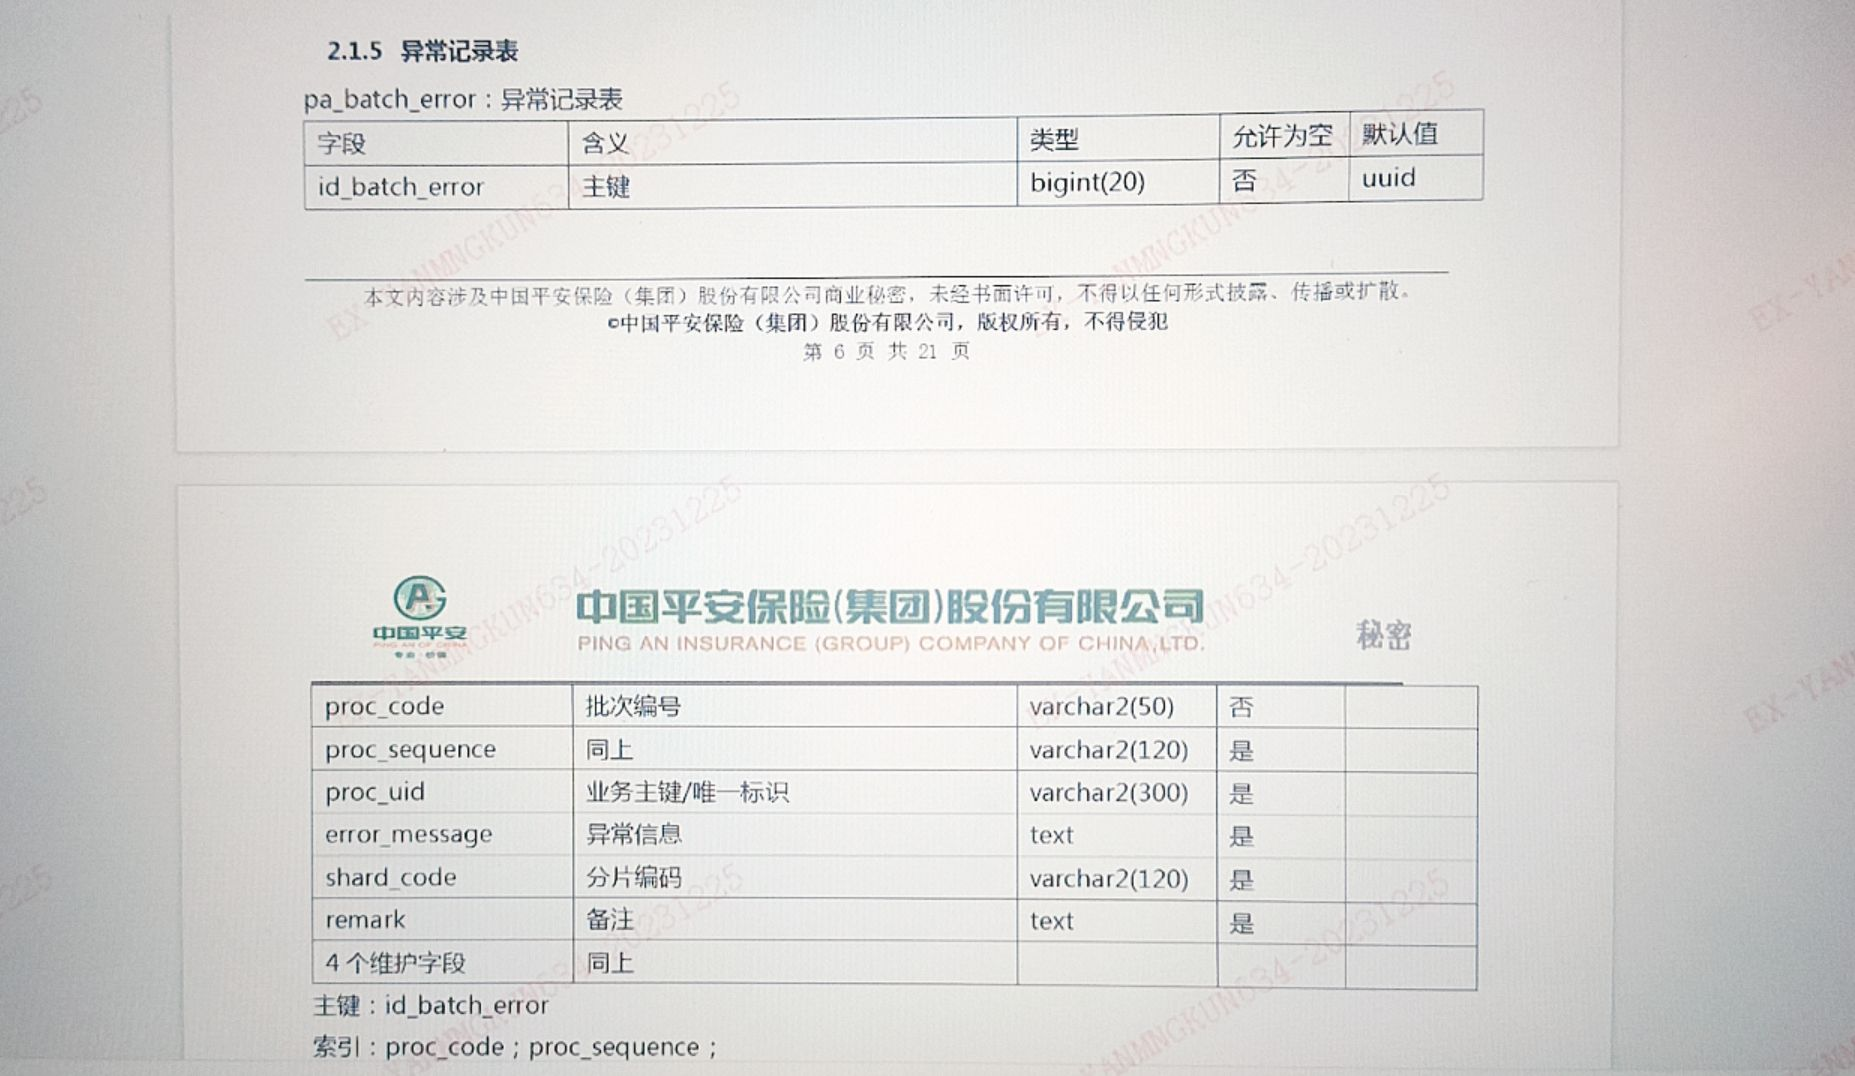 2.1.5 异常记录表
pa_batch_error：异常记录表
字段 含义 类型 允许为空 默认值
id_batch_error 主键 bigint(20) 否 uuid
本文内容涉及中国平安保险（集团）股份有限公司商业秘密，未经书面许可，不得以任何形式披露、传播或扩散。
©中国平安保险（集团）股份有限公司，版权所有，不得侵犯
第 6 页 共 21 页
中国平安
PING AN OF CHINA
专业·价值
中国平安保险(集团)股份有限公司
PING AN INSURANCE (GROUP) COMPANY OF CHINA,LTD.
秘密
proc_code 批次编号 varchar2(50) 否
proc_sequence 同上 varchar2(120) 是
proc_uid 业务主键/唯一标识 varchar2(300) 是
error_message 异常信息 text 是
shard_code 分片编码 varchar2(120) 是
remark 备注 text 是
4 个维护字段 同上
主键：id_batch_error
索引：proc_code；proc_sequence；
EX-YANMNGKUN634-20231225